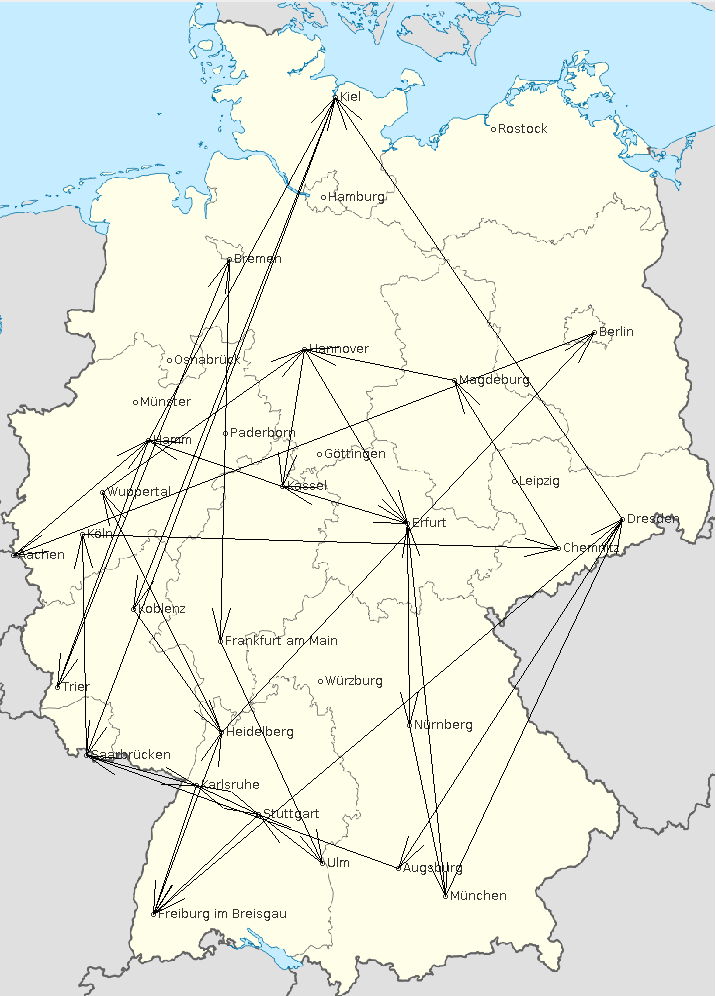 Kiel
Rostock
Hamburg
Bremen
Berlin
Hannover
Osnabrück
Magdeburg
Münster
Paderborn
Hamm
Göttingen
Leipzig
Kassel
Wuppertal
Dresden
Erfurt
Köln
Chemnitz
Aachen
Koblenz
Frankfurt am Main
Würzburg
Trier
Nürnberg
Heidelberg
Saarbrücken
Karlsruhe
Stuttgart
Ulm
Augsburg
München
Freiburg im Breisgau